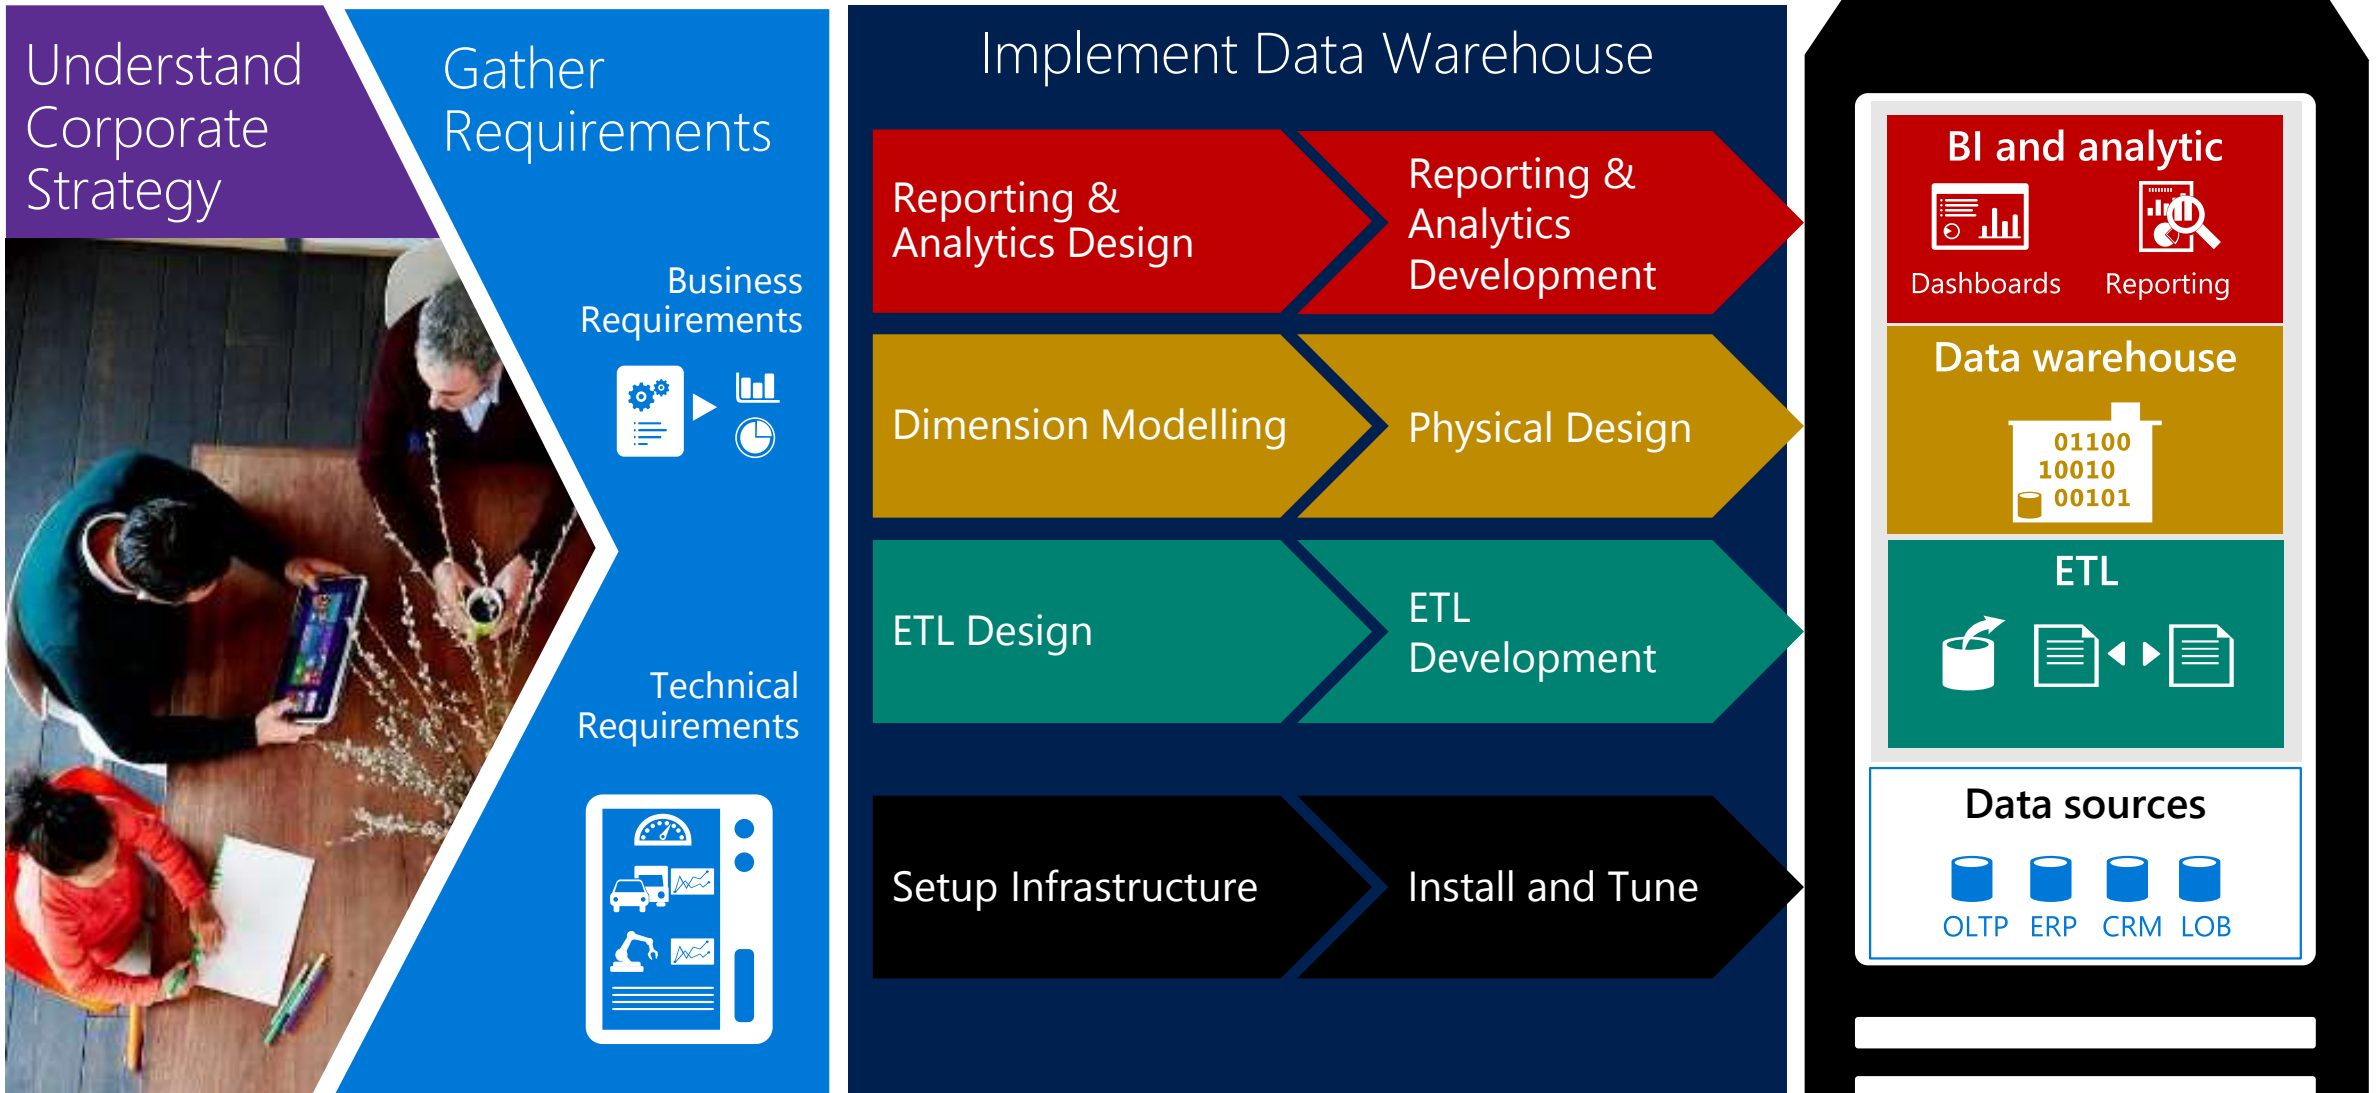 Understand
Corporate
Strategy
Gather
Requirements
Business
Requirements
Technical
Requirements
Implement Data Warehouse
Reporting &
Analytics Design
Reporting &
Analytics
Development
Dimension Modelling
Physical Design
ETL Design
ETL
Development
Setup Infrastructure
Install and Tune
BI and analytic
Dashboards
Reporting
Data warehouse
01100
10010
00101
ETL
Data sources
OLTP
ERP
CRM
LOB